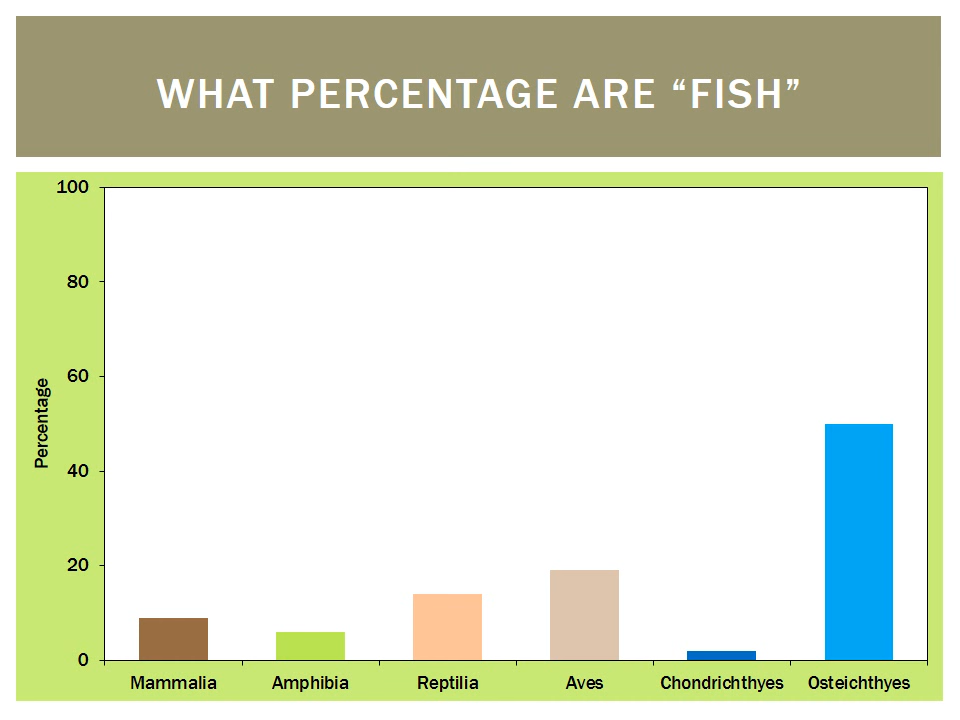 WHAT PERCENTAGE ARE “FISH”
100
80
60
40
20
0
Percentage
Mammalia Amphibia Reptilia Aves Chondrichthyes Osteichthyes